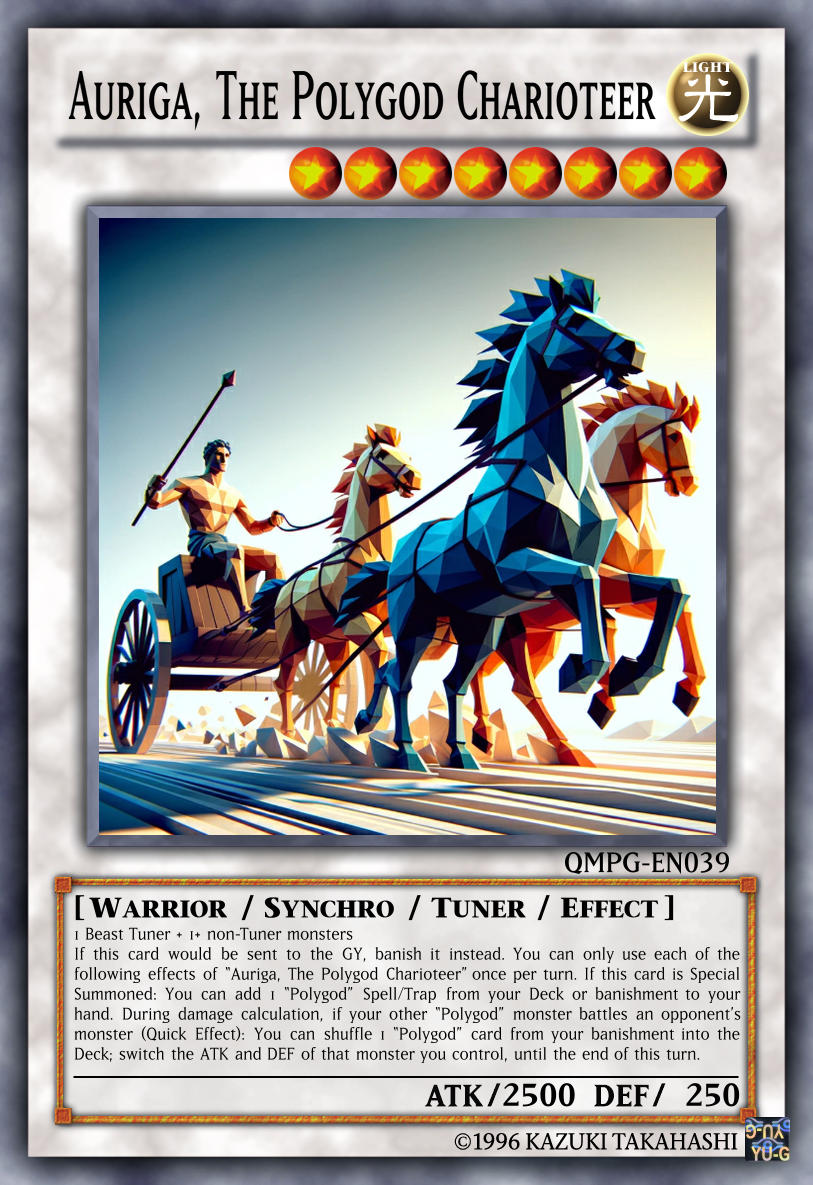 Auriga, The Polygod Charioteer
LIGHT
光
QMPG-EN039
[ Warrior / Synchro / Tuner / Effect ]
1 Beast Tuner + 1+ non-Tuner monsters
If this card would be sent to the GY, banish it instead. You can only use each of the
following effects of "Auriga, The Polygod Charioteer" once per turn. If this card is Special
Summoned: You can add 1 "Polygod" Spell/Trap from your Deck or banishment to your
hand. During damage calculation, if your other "Polygod" monster battles an opponent's
monster (Quick Effect): You can shuffle 1 "Polygod" card from your banishment into the
Deck; switch the ATK and DEF of that monster you control, until the end of this turn.
ATK/2500 DEF/ 250
©1996 KAZUKI TAKAHASHI
YU-G